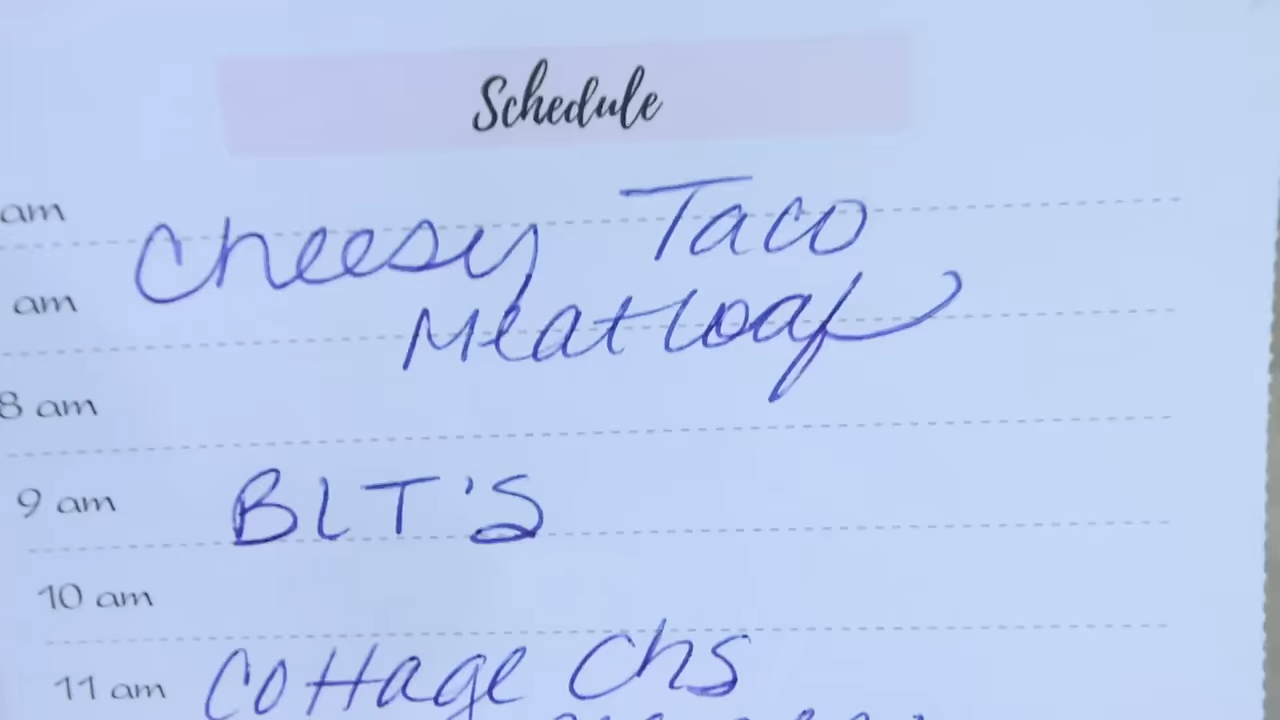 Schedule
am
Cheesy Taco
am
Meatloaf
8 am
9 am BLT'S
10 am
11 am Cottage Chs